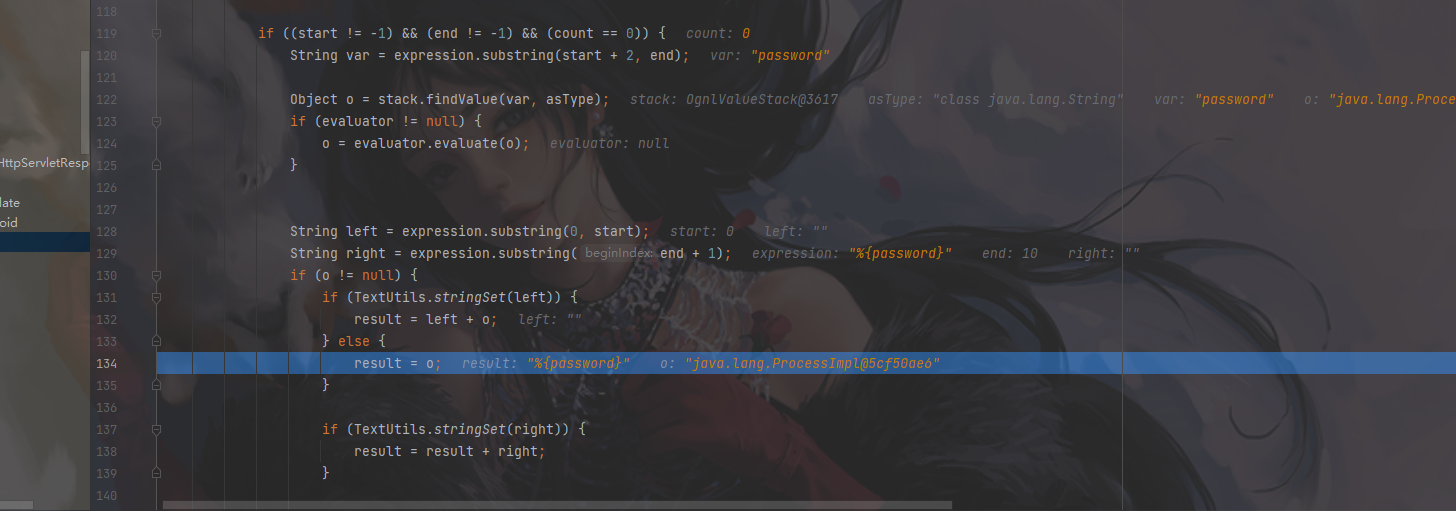 118
119 if ((start != -1) && (end != -1) && (count == 0)) { count: 0
120 String var = expression.substring(start + 2, end); var: "password"
121
122 Object o = stack.findValue(var, asType); stack: OgnlValueStack@3617 asType: "class java.lang.String" var: "password" o: "java.lang.Proce
HttpServletResp 123 if (evaluator != null) {
124 o = evaluator.evaluate(o); evaluator: null
125 }
late 126
oid 127
128 String left = expression.substring(0, start); start: 0 left: ""
129 String right = expression.substring( beginIndex: end + 1); expression: "%{password}" end: 10 right: ""
130 if (o != null) {
131 if (TextUtils.stringSet(left)) {
132 result = left + o; left: ""
133 } else {
134 result = o; result: "%{password}" o: "java.lang.ProcessImpl@5cf50ae6"
135 }
136
137 if (TextUtils.stringSet(right)) {
138 result = result + right;
139 }
140